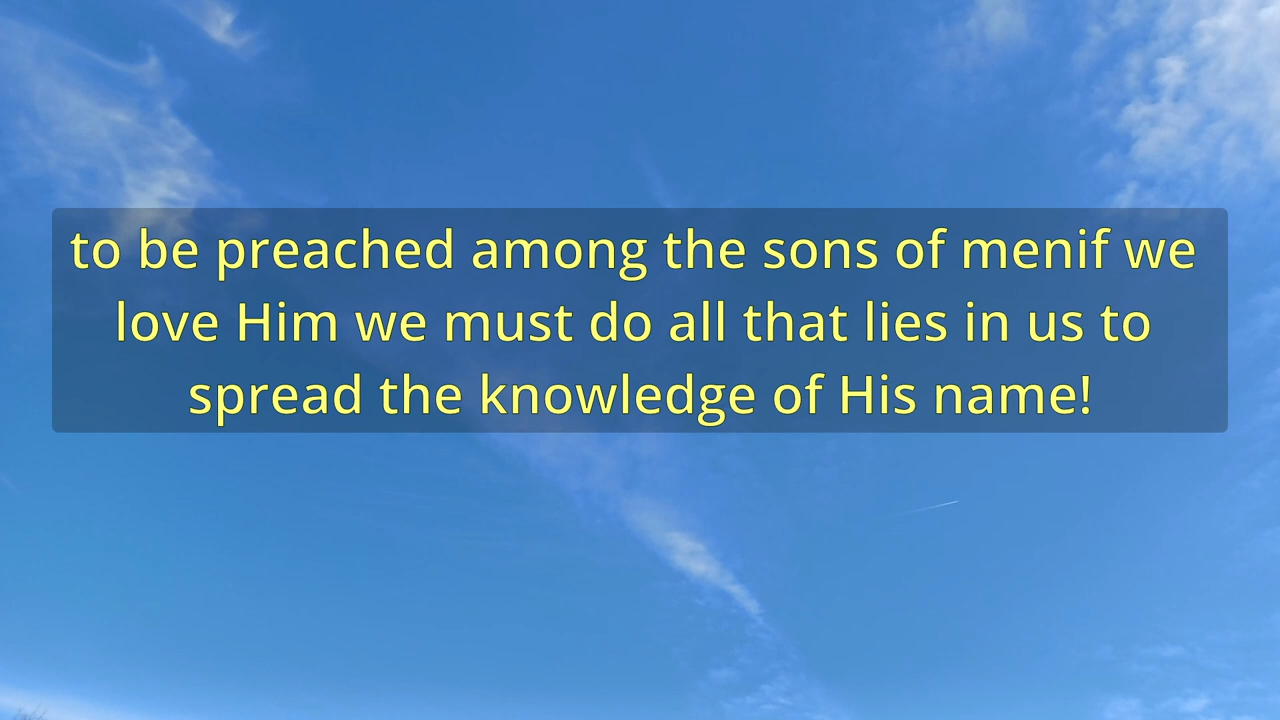 to be preached among the sons of menif we
love Him we must do all that lies in us to
spread the knowledge of His name!